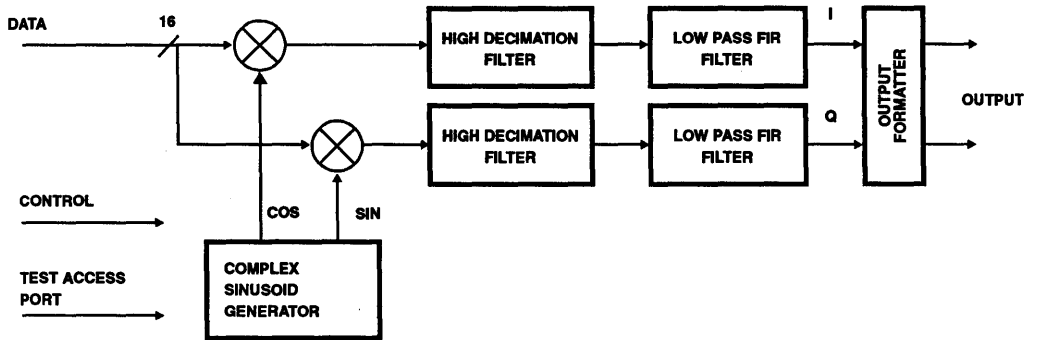 DATA
16
HIGH DECIMATION
FILTER
LOW PASS FIR
FILTER
I
OUTPUT
FORMATTER
OUTPUT
HIGH DECIMATION
FILTER
LOW PASS FIR
FILTER
Q
CONTROL
COS
SIN
TEST ACCESS
PORT
COMPLEX
SINUSOID
GENERATOR